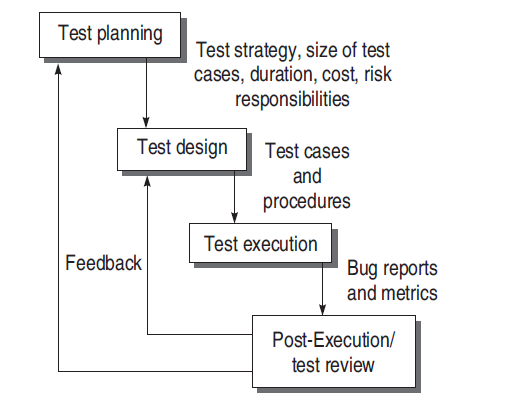 Test planning
Test strategy, size of test
cases, duration, cost, risk
responsibilities
Test design
Test cases
and
procedures
Test execution
Feedback
Bug reports
and metrics
Post-Execution/
test review